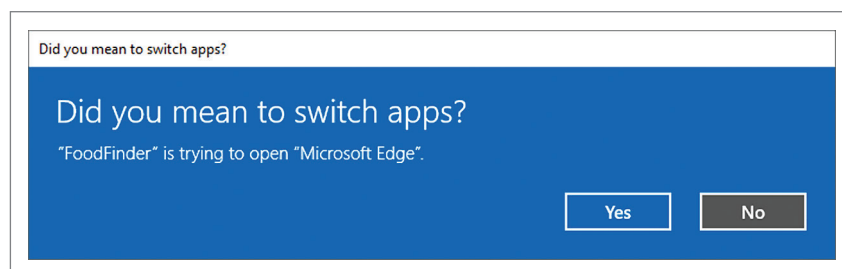 Did you mean to switch apps?
Did you mean to switch apps?
"FoodFinder" is trying to open "Microsoft Edge".
Yes
No